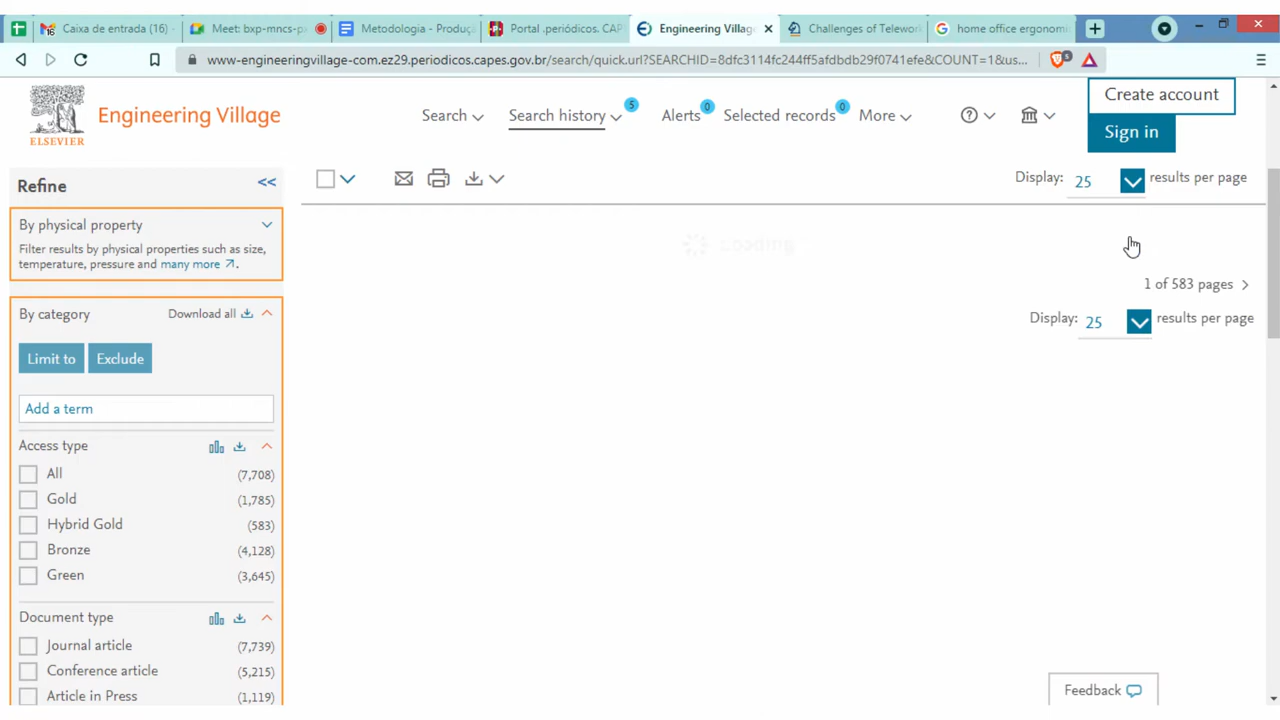 Caixa de entrada (16)
Meet: bxp-mncs-p
Metodologia - Produç
Portal .periódicos. CAP
Engineering Villag
Challenges of Telework
home office ergonomi
www-engineeringvillage-com.ez29.periodicos.capes.gov.br/search/quick.url?SEARCHID=8dfc3114fc244ff5afdbdb29f0741efe&COUNT=1&us...
5
Create account
ELSEVIER
Engineering Village
Search
Search history
5
Alerts
0
Selected records
0
More
Sign in
Refine
<<
Display:
25
results per page
By physical property
Filter results by physical properties such as size,
temperature, pressure and many more ↗.
Loading
1 of 583 pages >
Display:
25
results per page
By category
Download all
Limit to
Exclude
Add a term
Access type
All
(7,708)
Gold
(1,785)
Hybrid Gold
(583)
Bronze
(4,128)
Green
(3,645)
Document type
Journal article
(7,739)
Conference article
(5,215)
Article in Press
(1,119)
Feedback